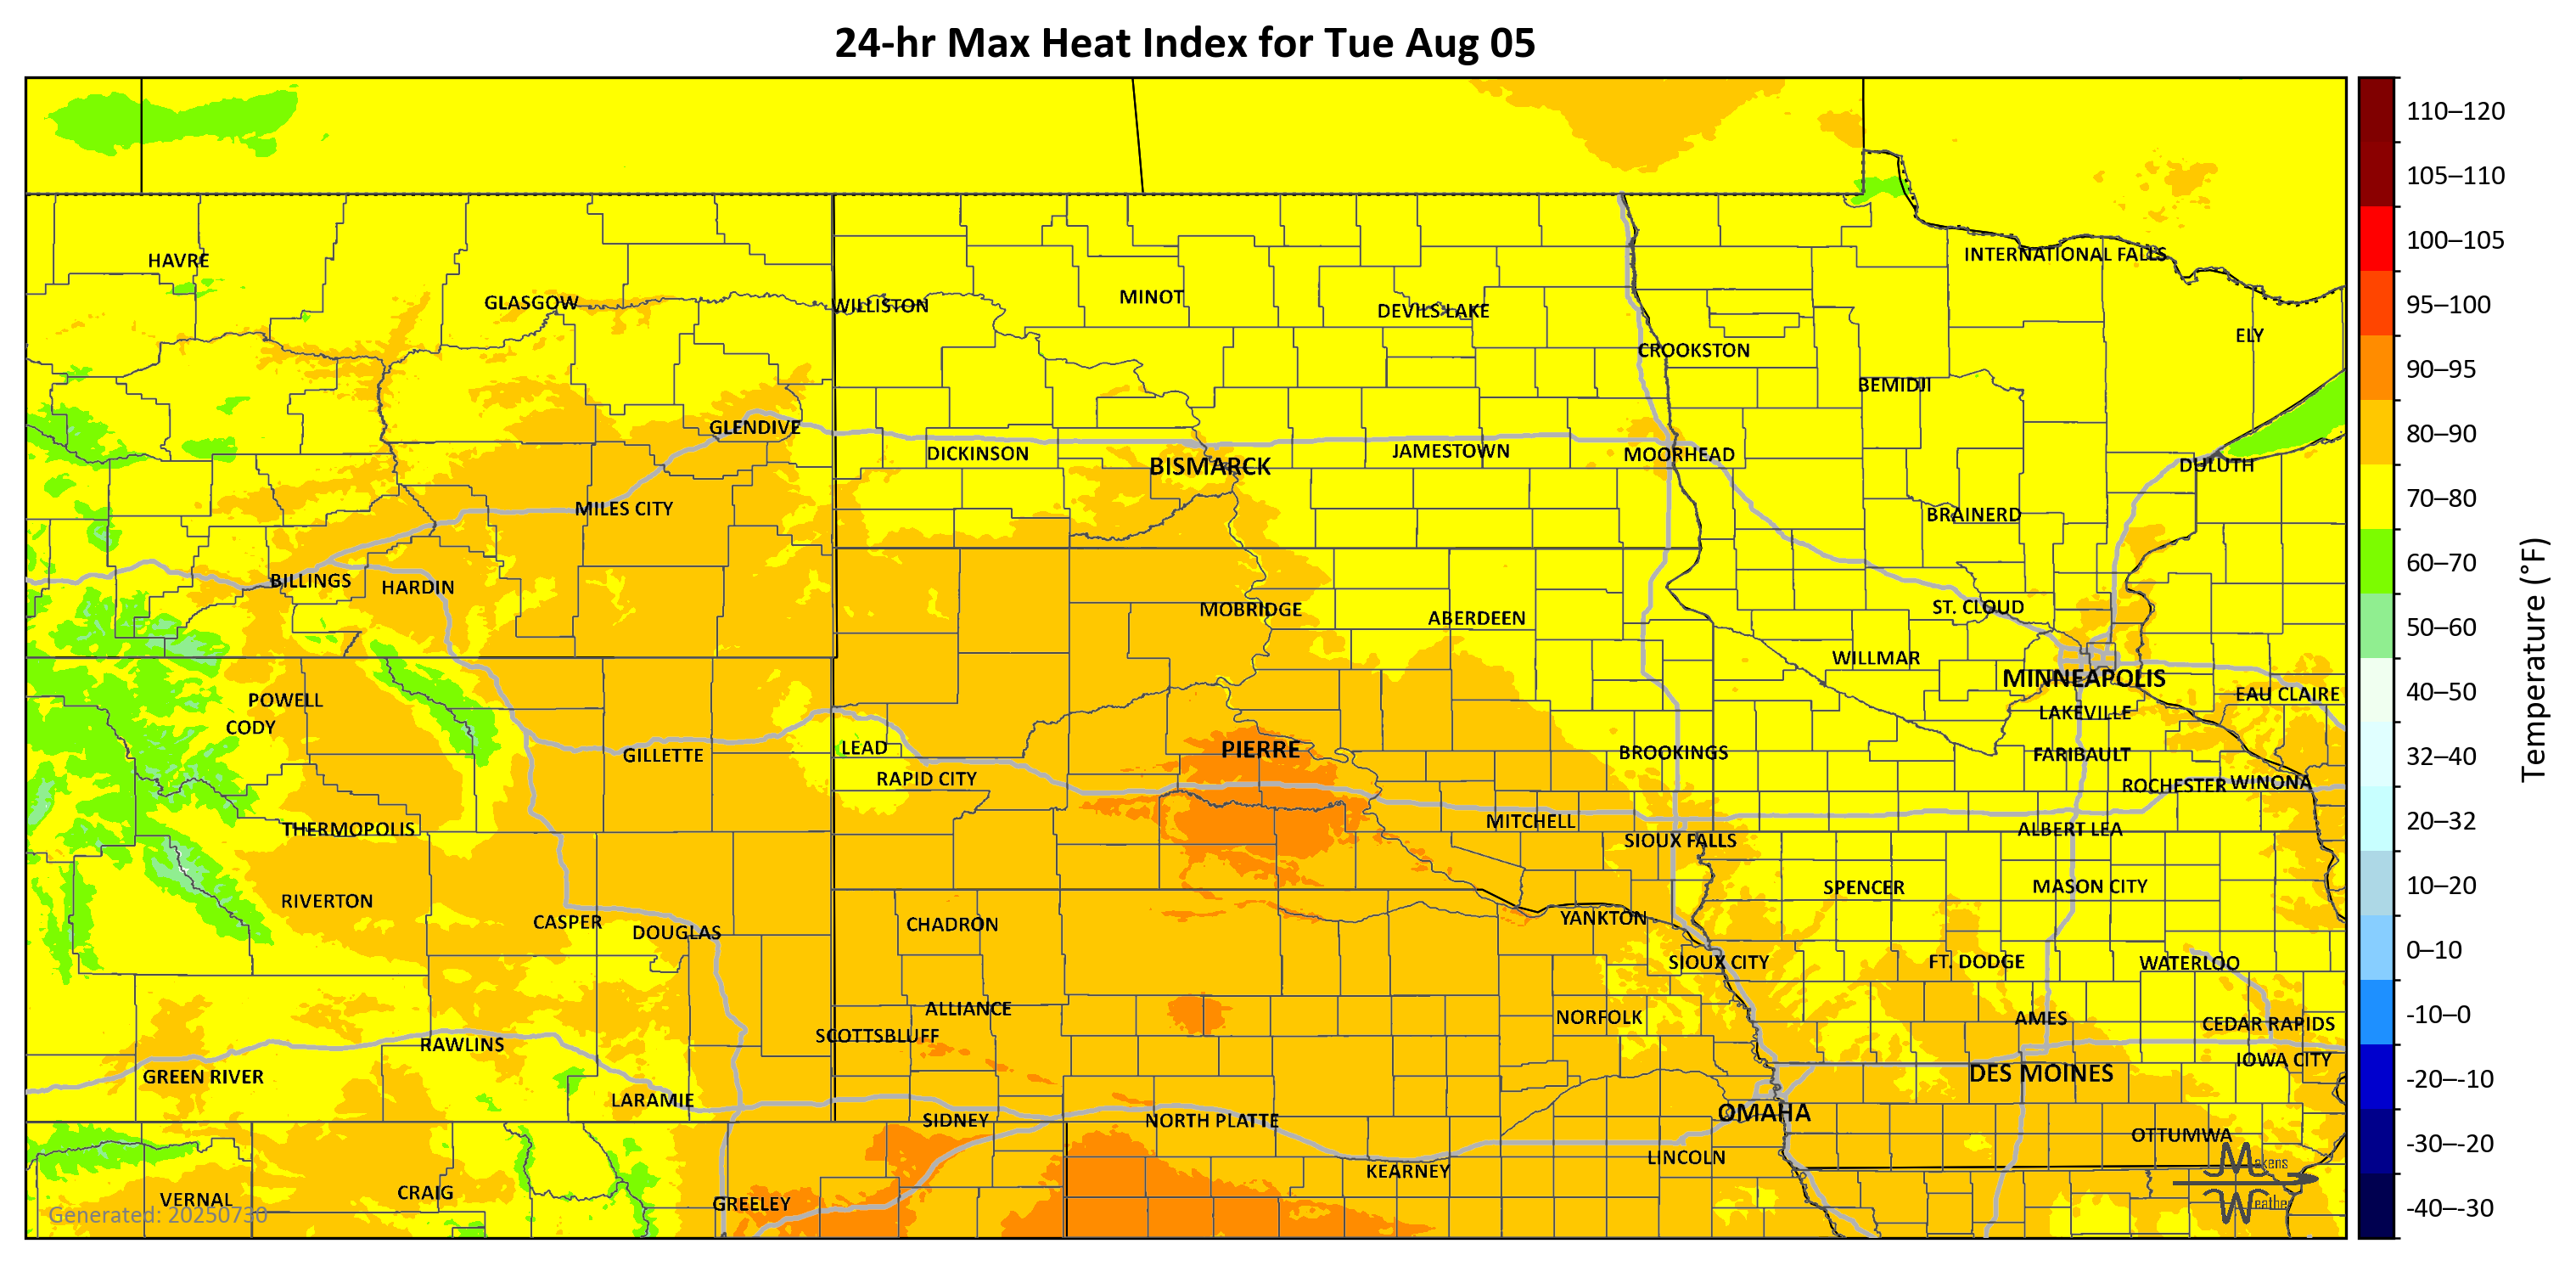 24-hr Max Heat Index for Tue Aug 05
110–120
105–110
100–105
95–100
90–95
80–90
70–80
60–70
50–60
40–50
32–40
20–32
10–20
0–10
-10–0
-20–-10
-30–-20
-40–-30
Temperature (°F)
HAVRE
INTERNATIONAL FALLS
GLASGOW
WILLISTON
MINOT
DEVILS LAKE
ELY
CROOKSTON
BEMIDJI
GLENDIVE
DICKINSON
BISMARCK
JAMESTOWN
MOORHEAD
DULUTH
MILES CITY
BRAINERD
BILLINGS
HARDIN
MOBRIDGE
ABERDEEN
ST. CLOUD
WILLMAR
MINNEAPOLIS
EAU CLAIRE
POWELL
CODY
LAKEVILLE
GILLETTE
LEAD
PIERRE
BROOKINGS
FARIBAULT
RAPID CITY
ROCHESTER
WINONA
THERMOPOLIS
MITCHELL
SIOUX FALLS
ALBERT LEA
RIVERTON
SPENCER
MASON CITY
CASPER
DOUGLAS
CHADRON
YANKTON
SIOUX CITY
FT. DODGE
WATERLOO
ALLIANCE
NORFOLK
AMES
CEDAR RAPIDS
SCOTTSBLUFF
RAWLINS
IOWA CITY
GREEN RIVER
DES MOINES
LARAMIE
SIDNEY
NORTH PLATTE
OMAHA
OTTUMWA
LINCOLN
KEARNEY
VERNAL
CRAIG
GREELEY
Generated: 20250730
Makens
Weather